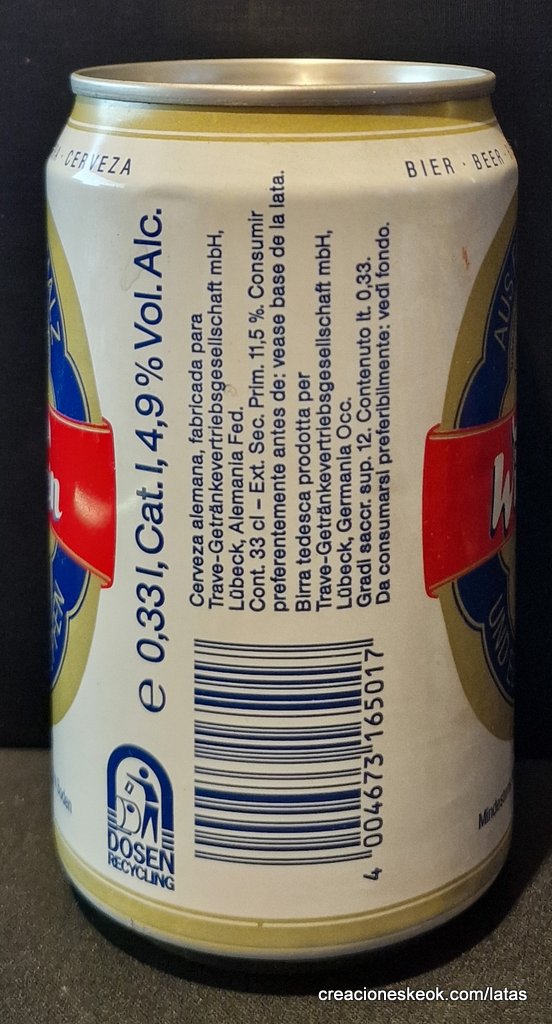 CERVEZA
BIER · BEER ·
e 0,33 l, Cat. I, 4,9 % Vol. Alc.
Cerveza alemana, fabricada para
Trave-Getränkevertriebsgesellschaft mbH,
Lübeck, Alemania Fed.
Cont. 33 cl – Ext. Sec. Prim. 11,5 %. Consumir
preferentemente antes de: vease base de la lata.
Birra tedesca prodotta per
Trave-Getränkevertriebsgesellschaft mbH,
Lübeck, Germania Occ.
Gradi saccr. sup. 12. Contenuto lt. 0,33.
Da consumarsi preferibilmente: vedi fondo.
4 004673 165017
DOSEN
RECYCLING
AUS
UND
creacioneskeok.com/latas